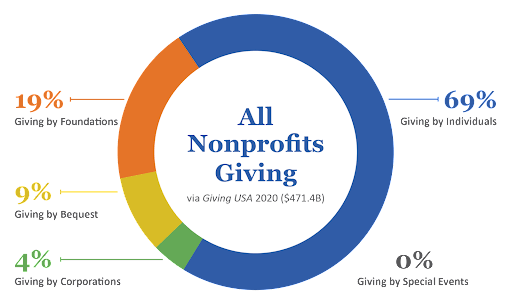 All
Nonprofits
Giving
via Giving USA 2020 ($471.4B)
19%
Giving by Foundations
69%
Giving by Individuals
9%
Giving by Bequest
4%
Giving by Corporations
0%
Giving by Special Events